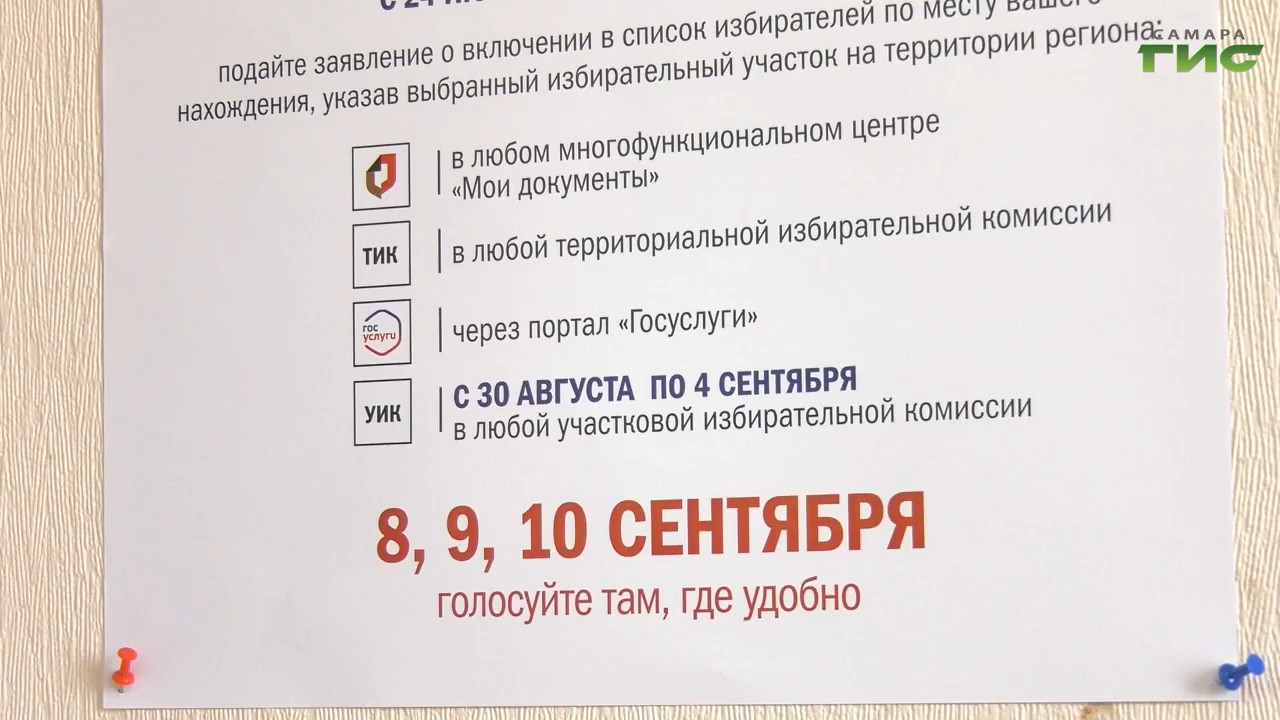 С 24
подайте заявление о включении в список избирателей по месту вашего
нахождения, указав выбранный избирательный участок на территории региона:
САМАРА
ГИС
в любом многофункциональном центре
«Мои документы»
ТИК
в любой территориальной избирательной комиссии
гос
услуги
через портал «Госуслуги»
УИК
С 30 АВГУСТА ПО 4 СЕНТЯБРЯ
в любой участковой избирательной комиссии
8, 9, 10 СЕНТЯБРЯ
голосуйте там, где удобно